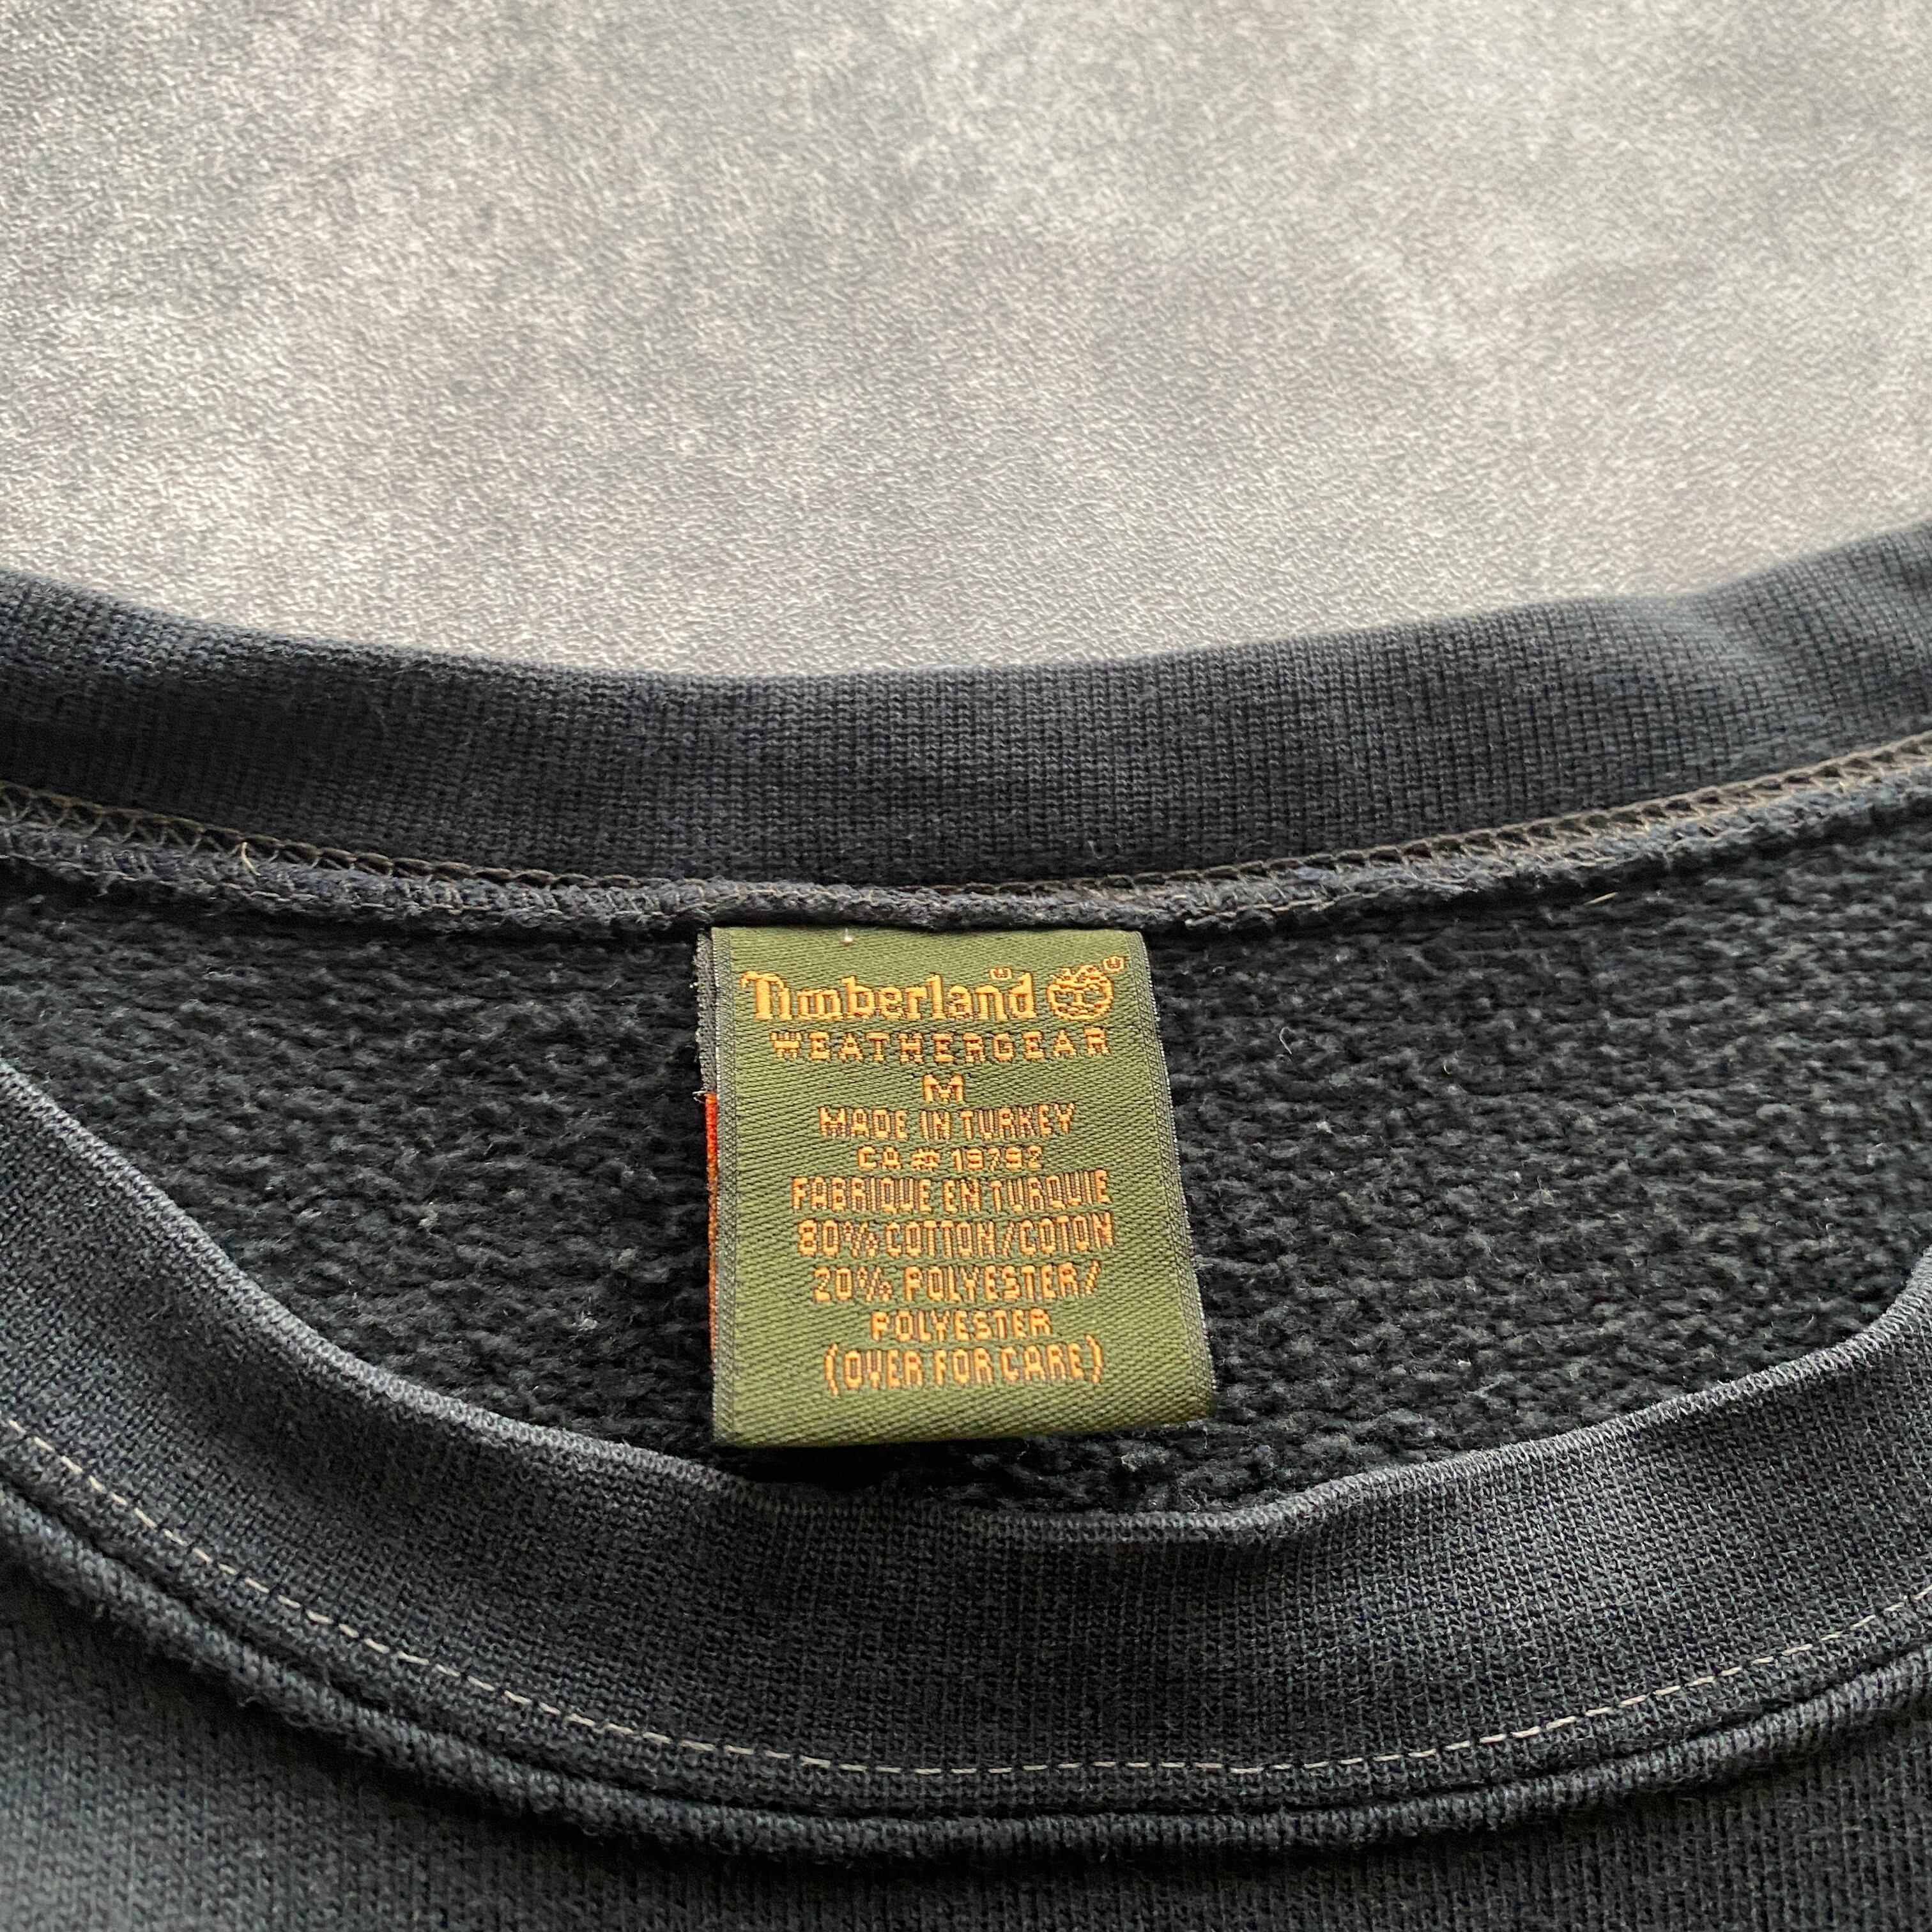 Timberland
WEATHERGEAR
M
MADE IN TURKEY
CA # 19792
FABRIQUE EN TURQUIE
80% COTTON/COTON
20% POLYESTER/
POLYESTER
(OVER FOR CARE)